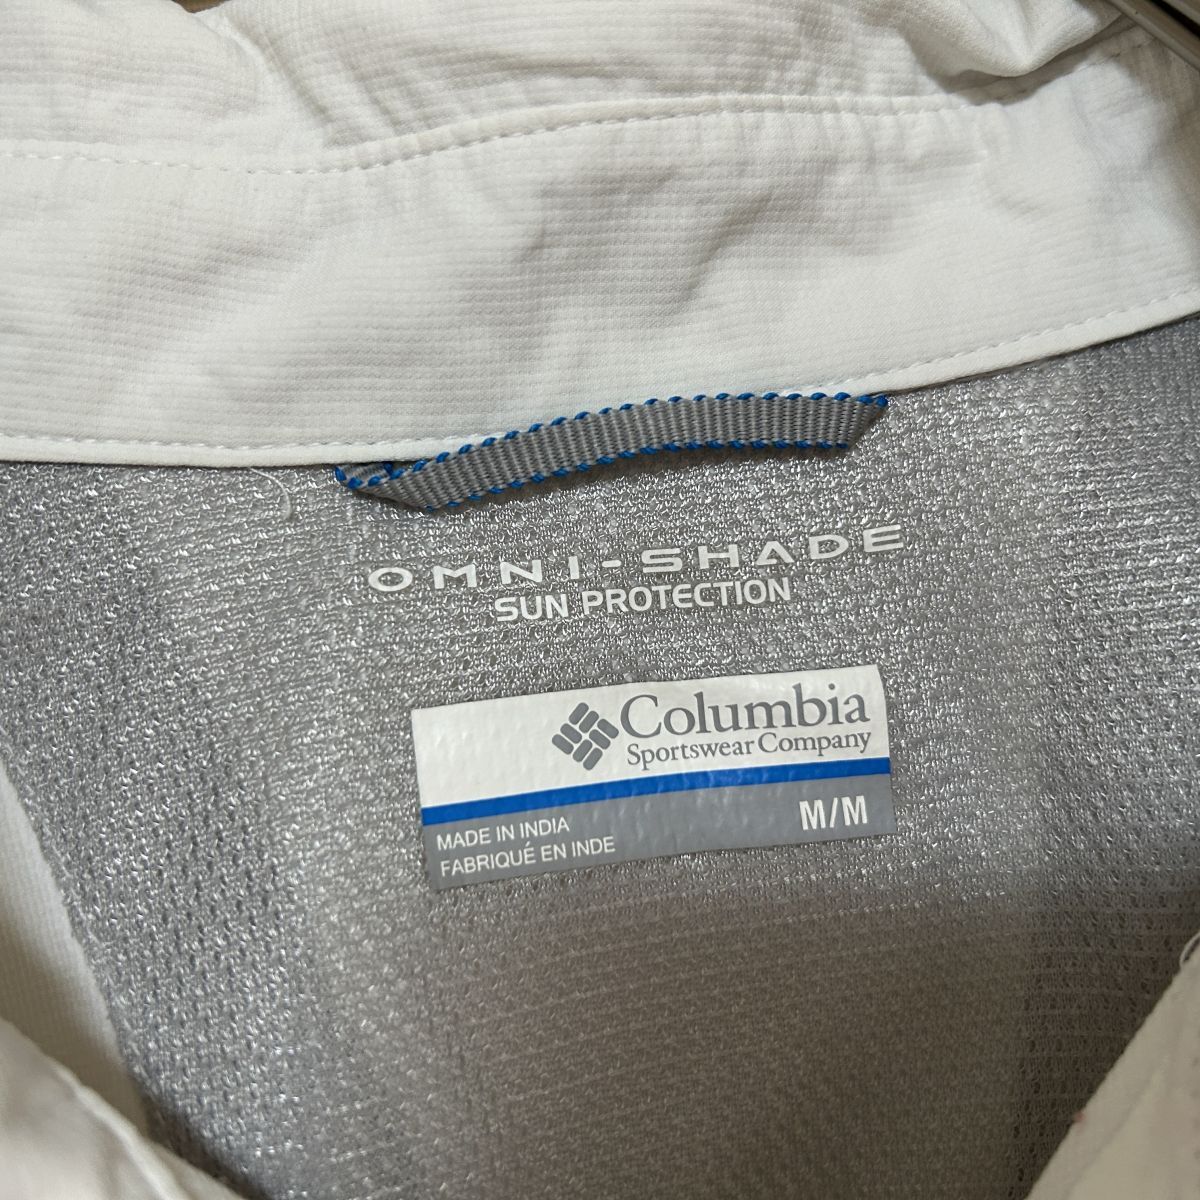 OMNI-SHADE
SUN PROTECTION
Columbia
Sportswear Company
M/M
MADE IN INDIA
FABRIQUÉ EN INDE